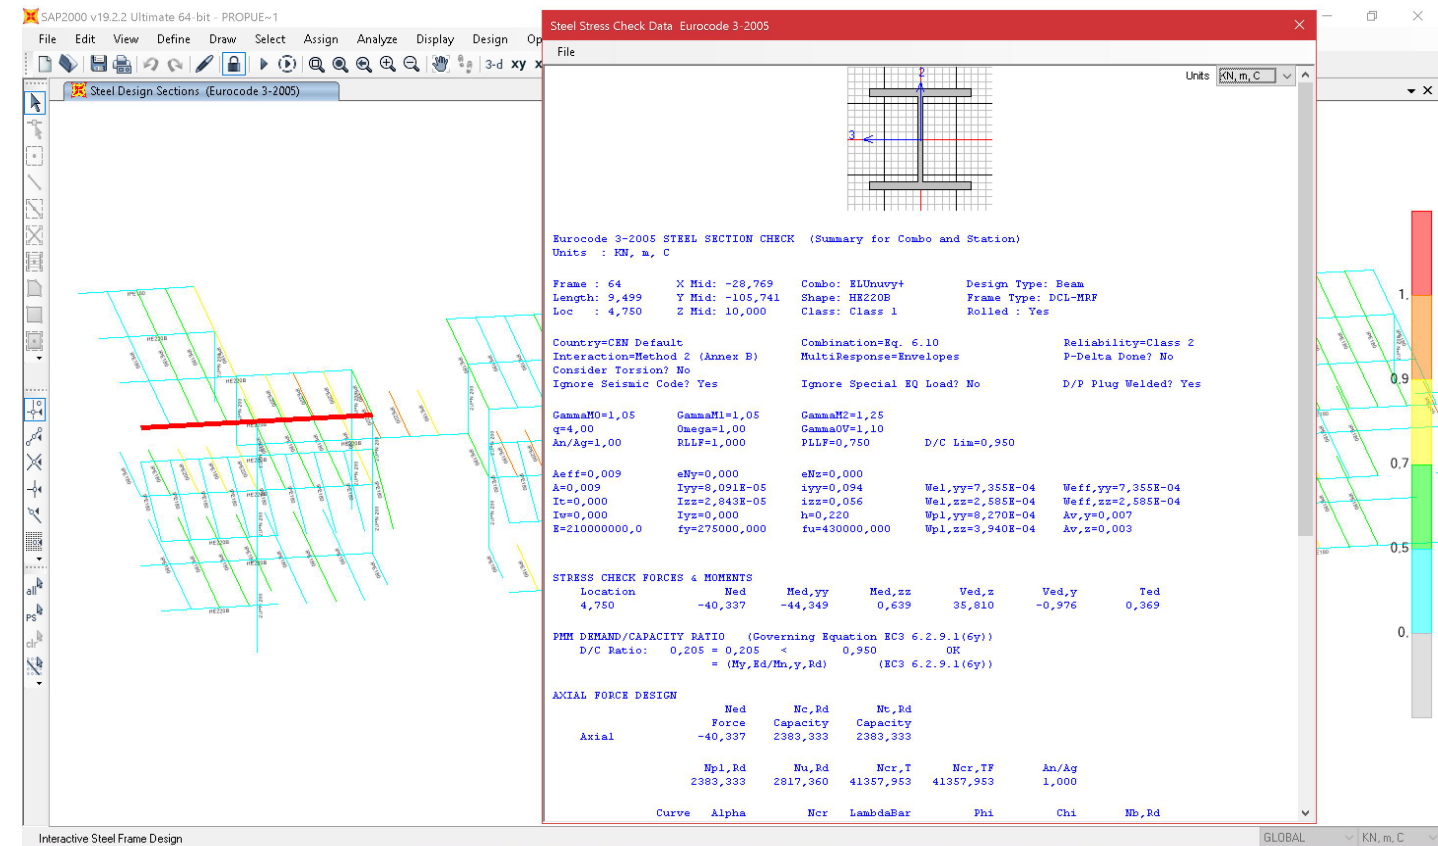 SAP2000 v19.2.2 Ultimate 64-bit - PROPUE~1
File Edit View Define Draw Select Assign Analyze Display Design Op
3-d xy x
Steel Design Sections (Eurocode 3-2005)
all
PS
clr
Steel Stress Check Data Eurocode 3-2005
File
Units KN, m, C
2
3
Eurocode 3-2005 STEEL SECTION CHECK (Summary for Combo and Station)
Units : KN, m, C
Frame : 64 X Mid: -28,769 Combo: ELUnuvy+ Design Type: Beam
Length: 9,499 Y Mid: -105,741 Shape: HE220B Frame Type: DCL-MRF
Loc : 4,750 Z Mid: 10,000 Class: Class 1 Rolled : Yes
Country=CEN Default Combination=Eq. 6.10 Reliability=Class 2
Interaction=Method 2 (Annex B) MultiResponse=Envelopes P-Delta Done? No
Consider Torsion? No
Ignore Seismic Code? Yes Ignore Special EQ Load? No D/P Plug Welded? Yes
GammaM0=1,05 GammaM1=1,05 GammaM2=1,25
q=4,00 Omega=1,00 GammaOV=1,10
An/Ag=1,00 RLLF=1,000 PLLF=0,750 D/C Lim=0,950
Aeff=0,009 eNy=0,000 eNz=0,000
A=0,009 Iyy=8,091E-05 iyy=0,094 Wel,yy=7,355E-04 Weff,yy=7,355E-04
It=0,000 Izz=2,843E-05 izz=0,056 Wel,zz=2,585E-04 Weff,zz=2,585E-04
Iw=0,000 Iyz=0,000 h=0,220 Wpl,yy=8,270E-04 Av,y=0,007
E=210000000,0 fy=275000,000 fu=430000,000 Wpl,zz=3,940E-04 Av,z=0,003
STRESS CHECK FORCES & MOMENTS
Location Ned Med,yy Med,zz Ved,z Ved,y Ted
4,750 -40,337 -44,349 0,639 35,810 -0,976 0,369
PMM DEMAND/CAPACITY RATIO (Governing Equation EC3 6.2.9.1(6y))
D/C Ratio: 0,205 = 0,205 < 0,950 OK
= (My,Ed/Mn,y,Rd) (EC3 6.2.9.1(6y))
AXIAL FORCE DESIGN
Ned Nc,Rd Nt,Rd
Force Capacity Capacity
Axial -40,337 2383,333 2383,333
Npl,Rd Nu,Rd Ncr,T Ncr,TF An/Ag
2383,333 2817,360 41357,953 41357,953 1,000
Curve Alpha Ncr LambdaBar Phi Chi Nb,Rd
1.
0.9
0.7
0.5
0.
Interactive Steel Frame Design
GLOBAL
KN, m, C